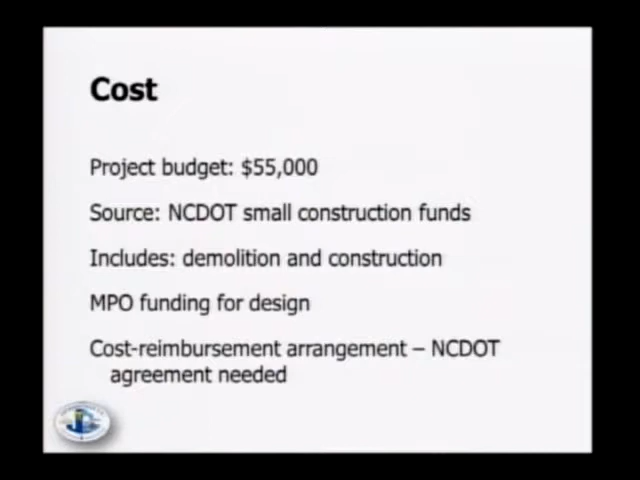 Cost
Project budget: $55,000
Source: NCDOT small construction funds
Includes: demolition and construction
MPO funding for design
Cost-reimbursement arrangement – NCDOT
agreement needed